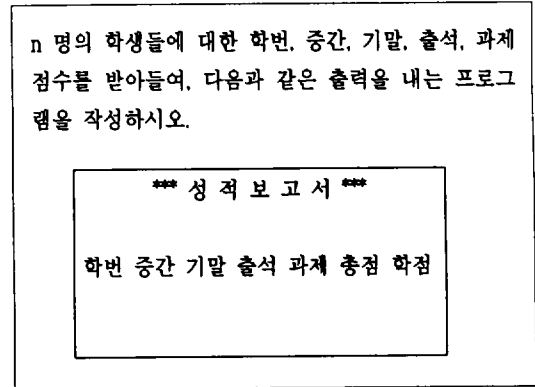 n 명의 학생들에 대한 학번, 중간, 기말, 출석, 과제
점수를 받아들여, 다음과 같은 출력을 내는 프로그
램을 작성하시오.
*** 성 적 보 고 서 ***
학번 중간 기말 출석 과제 총점 학점